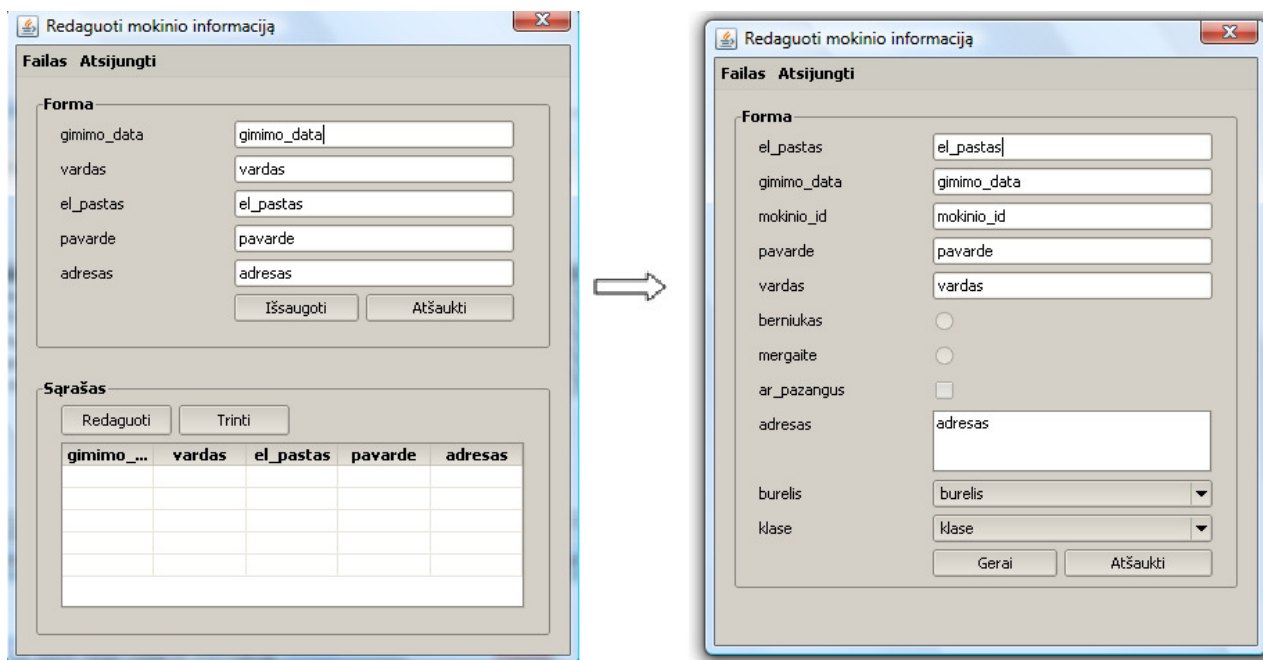 Redaguoti mokinio informaciją
Failas Atsijungti
Forma
gimimo_data gimimo_data
vardas vardas
el_pastas el_pastas
pavarde pavarde
adresas adresas
Išsaugoti Atšaukti
Sąrašas
Redaguoti Trinti
gimimo_... vardas el_pastas pavarde adresas
Redaguoti mokinio informaciją
Failas Atsijungti
Forma
el_pastas el_pastas
gimimo_data gimimo_data
mokinio_id mokinio_id
pavarde pavarde
vardas vardas
berniukas
mergaite
ar_pazangus
adresas adresas
burelis burelis
klase klase
Gerai Atšaukti